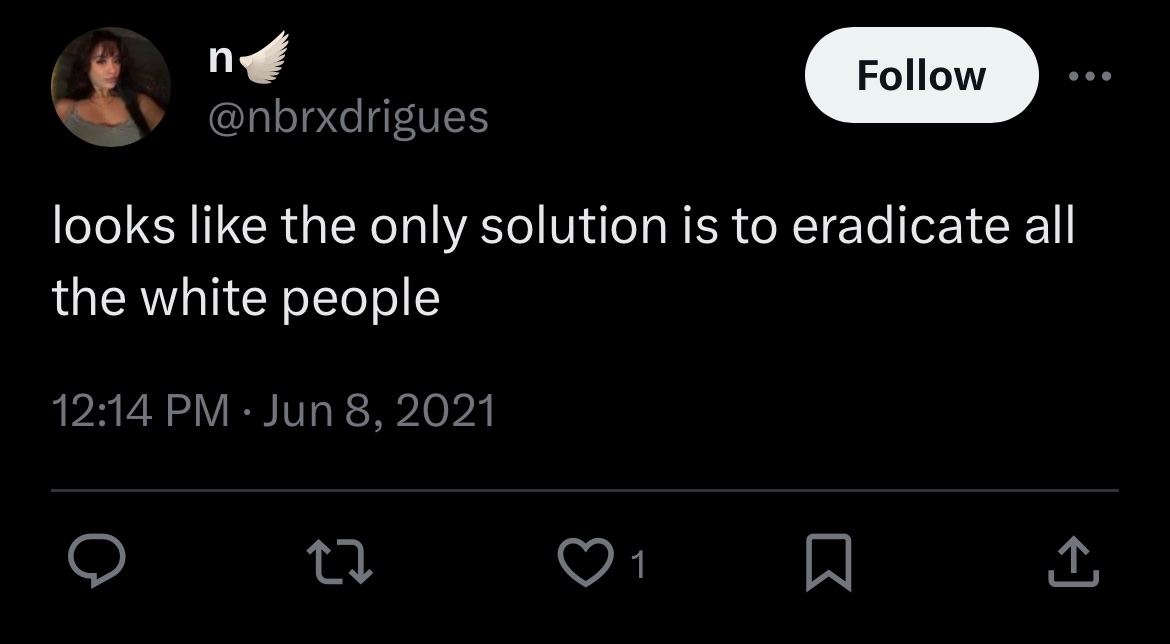 n🪽
@nbrxdrigues
Follow
looks like the only solution is to eradicate all
the white people
12:14 PM · Jun 8, 2021
1